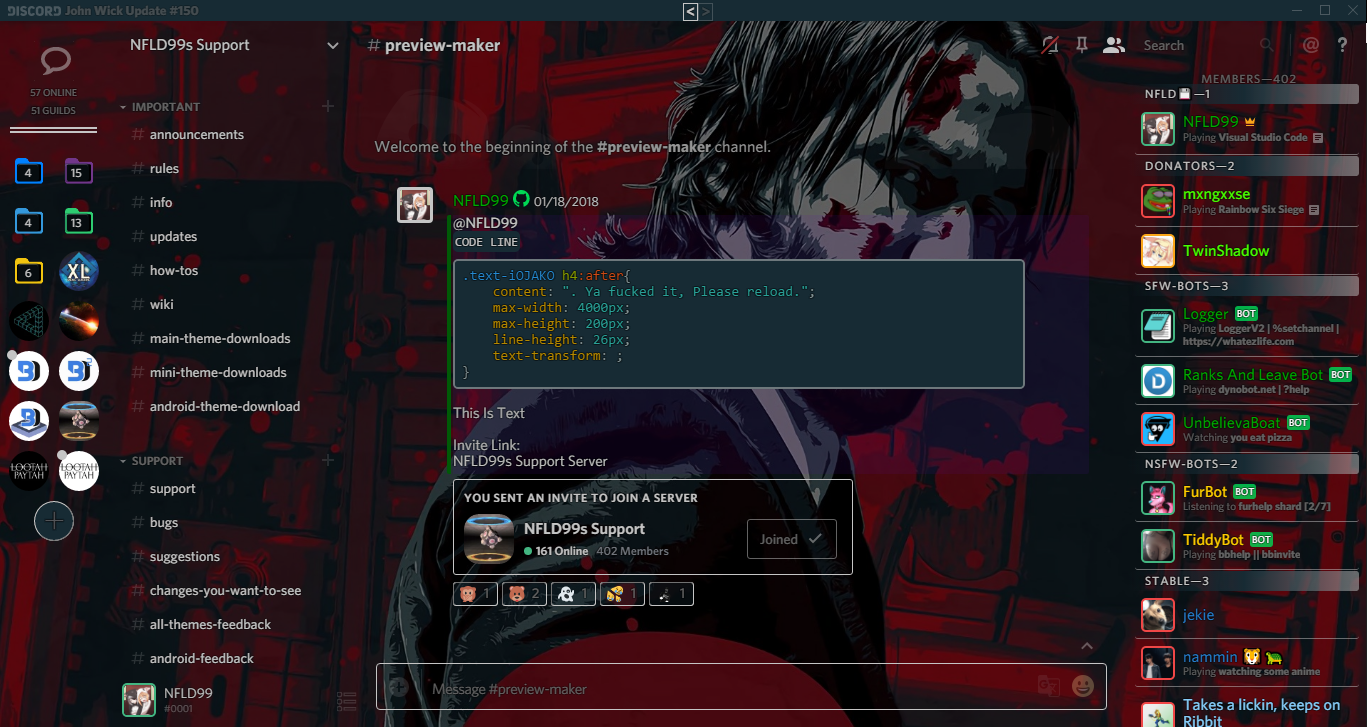 DISCORD John Wick Update #150
< >
57 ONLINE
51 GUILDS
4
15
4
13
6
XL
LOOTAH
PAYTAH
LOOTAH
PAYTAH
NFLD99s Support
IMPORTANT
# announcements
# rules
# info
# updates
# how-tos
# wiki
# main-theme-downloads
# mini-theme-downloads
# android-theme-download
SUPPORT
# support
# bugs
# suggestions
# changes-you-want-to-see
# all-themes-feedback
# android-feedback
NFLD99
#0001
# preview-maker
Search
@ ?
Welcome to the beginning of the #preview-maker channel.
NFLD99 01/18/2018
@NFLD99
CODE LINE
.text-iOJAKO h4:after{
content: ". Ya fucked it, Please reload.";
max-width: 4000px;
max-height: 200px;
line-height: 26px;
text-transform: ;
}
This Is Text
Invite Link:
NFLD99s Support Server
YOU SENT AN INVITE TO JOIN A SERVER
NFLD99s Support
161 Online 402 Members
Joined
1 2 1 1 1
Message #preview-maker
MEMBERS—402
NFLD💾—1
NFLD99
Playing Visual Studio Code
DONATORS—2
mxngxxse
Playing Rainbow Six Siege
TwinShadow
SFW-BOTS—3
Logger BOT
Playing LoggerV2 | %setchannel |
https://whatezlife.com
Ranks And Leave Bot BOT
Playing dynobot.net | ?help
UnbelievaBoat BOT
Watching you eat pizza
NSFW-BOTS—2
FurBot BOT
Listening to furhelp shard [2/7]
TiddyBot BOT
Playing bbhelp || bbinvite
STABLE—3
jekie
nammin 🐯🐢
Playing watching some anime
Takes a lickin, keeps on
Ribbit